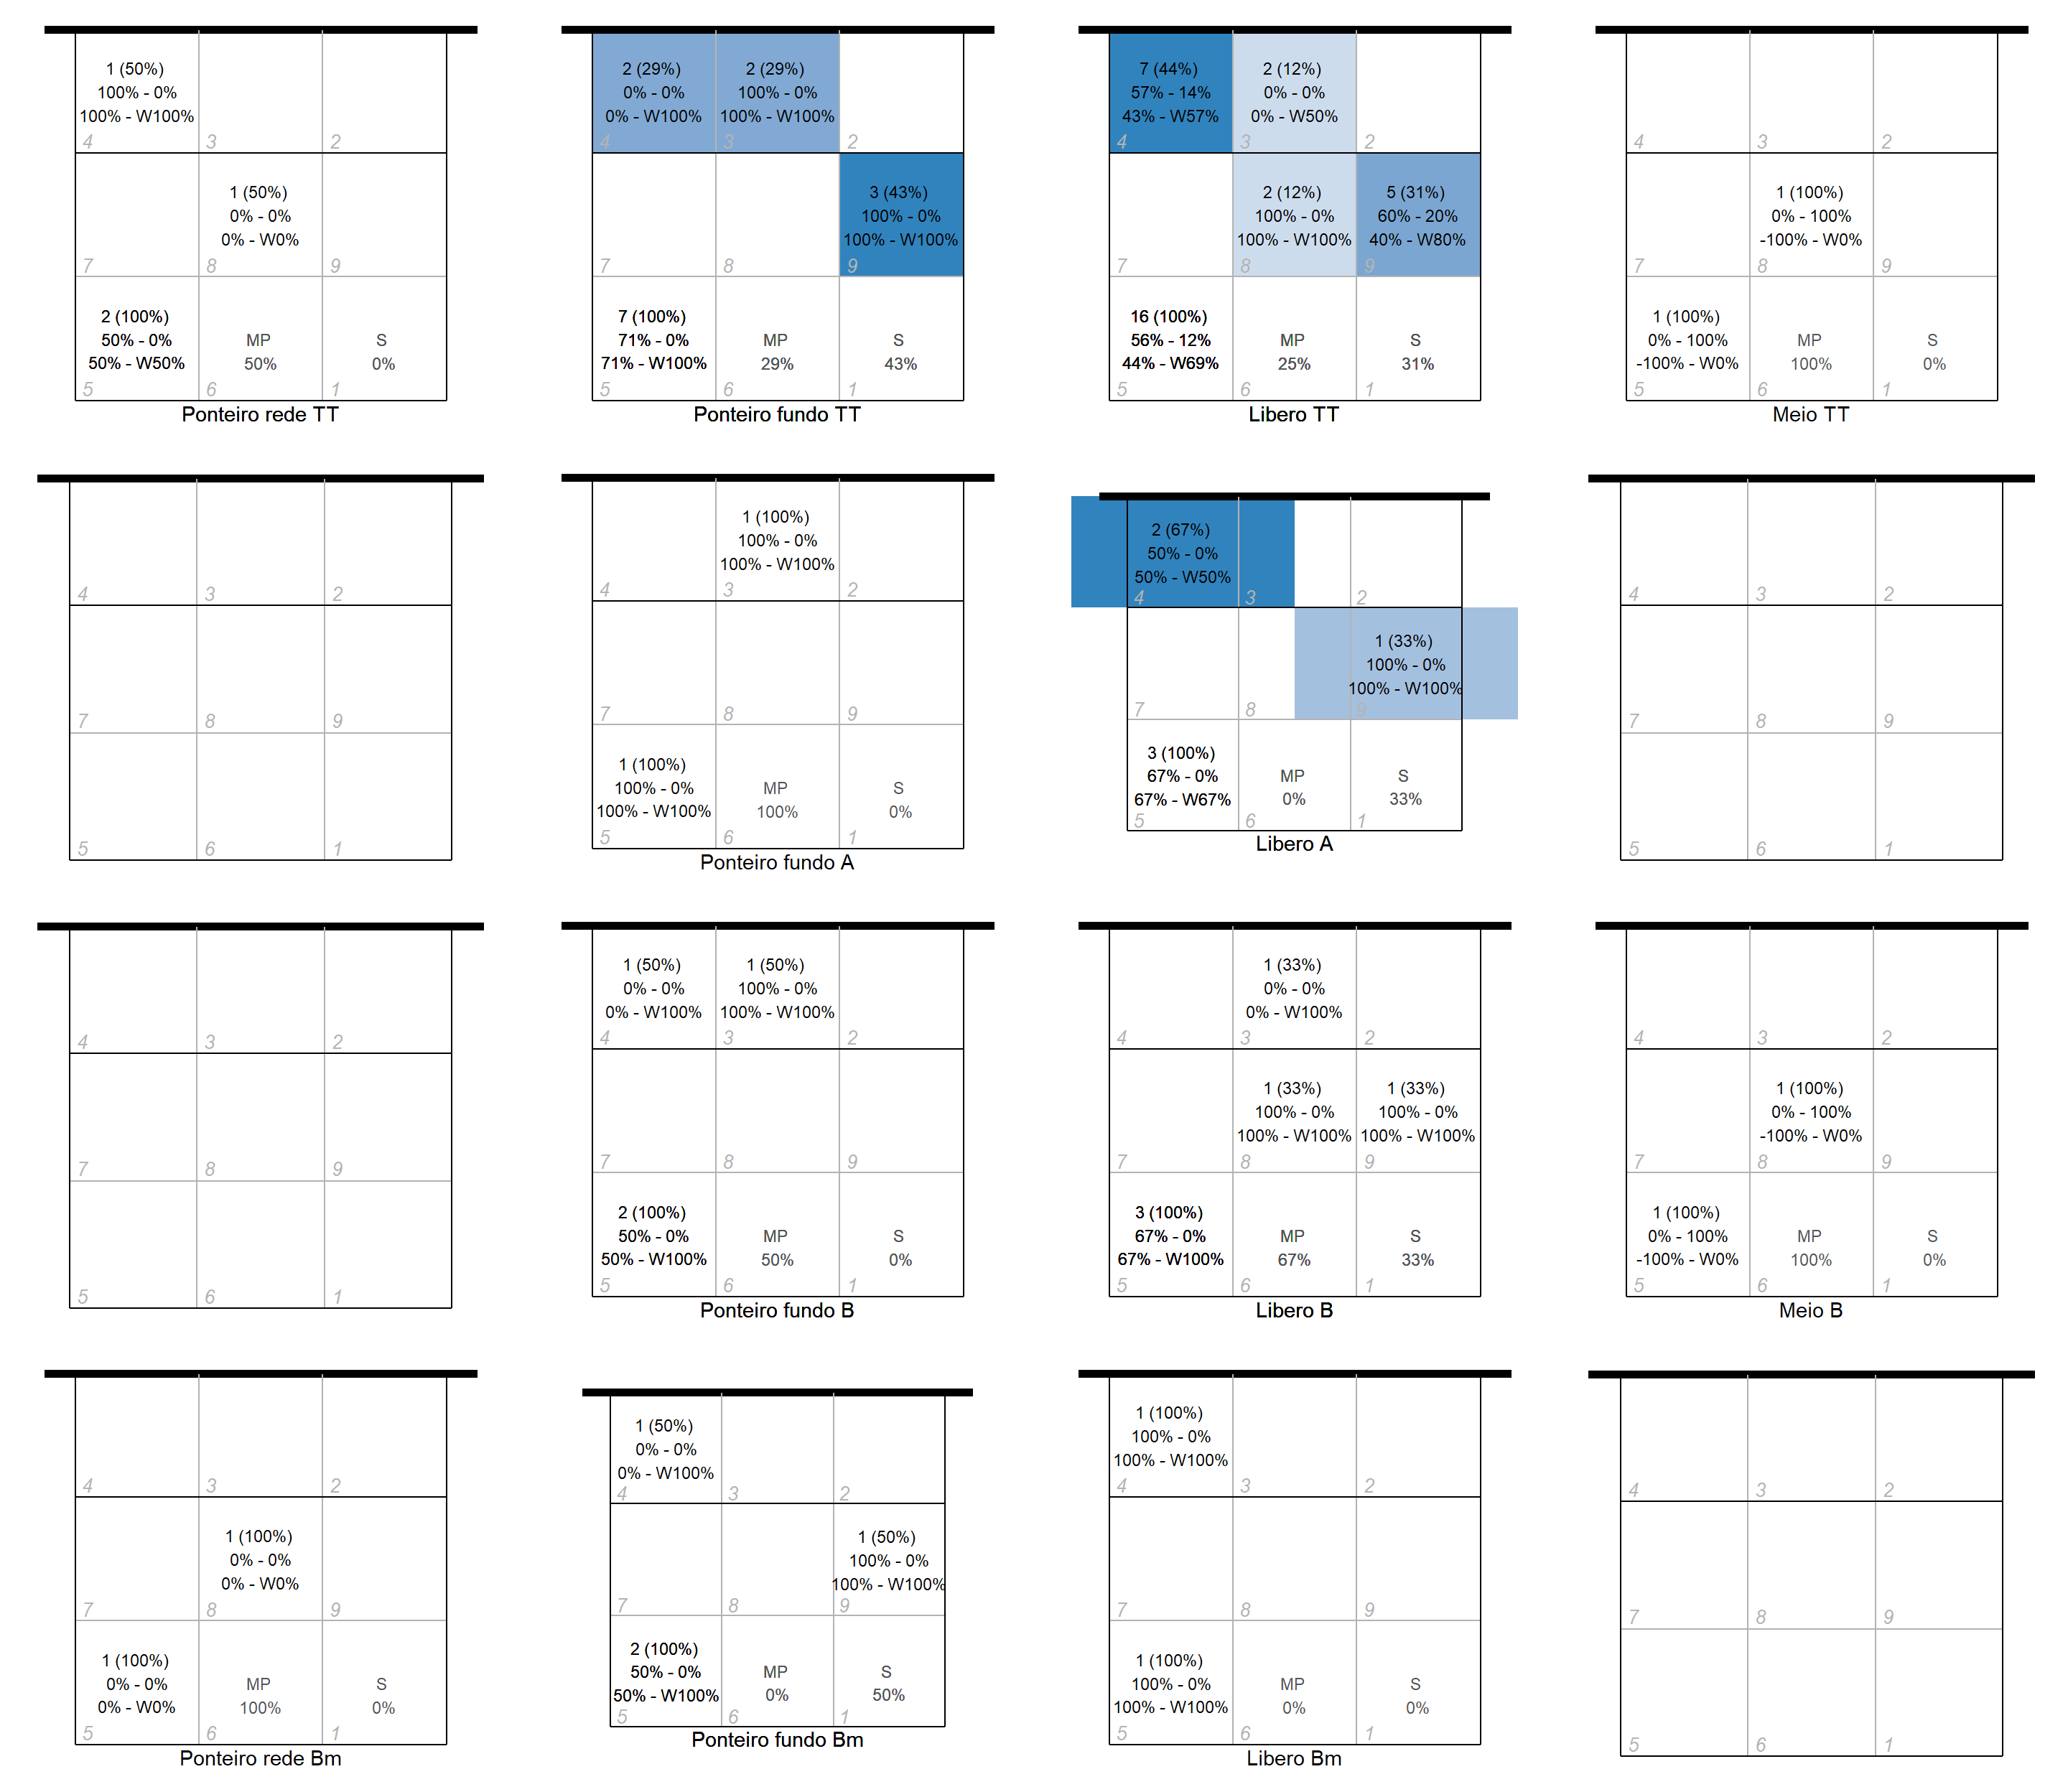 1 (50%)
100% - 0%
100% - W100%
4 3 2
1 (50%)
0% - 0%
0% - W0%
7 8 9
2 (100%)
50% - 0%
50% - W50%
MP
50%
S
0%
5 6 1
Ponteiro rede TT
2 (29%)
0% - 0%
0% - W100%
2 (29%)
100% - 0%
100% - W100%
4 3 2
3 (43%)
100% - 0%
100% - W100%
7 8 9
7 (100%)
71% - 0%
71% - W100%
MP
29%
S
43%
5 6 1
Ponteiro fundo TT
7 (44%)
57% - 14%
43% - W57%
2 (12%)
0% - 0%
0% - W50%
4 3 2
2 (12%)
100% - 0%
100% - W100%
5 (31%)
60% - 20%
40% - W80%
7 8 9
16 (100%)
56% - 12%
44% - W69%
MP
25%
S
31%
5 6 1
Libero TT
4 3 2
1 (100%)
0% - 100%
-100% - W0%
7 8 9
1 (100%)
0% - 100%
-100% - W0%
MP
100%
S
0%
5 6 1
Meio TT
4 3 2
7 8 9
5 6 1
1 (100%)
100% - 0%
100% - W100%
4 3 2
7 8 9
1 (100%)
100% - 0%
100% - W100%
MP
100%
S
0%
5 6 1
Ponteiro fundo A
2 (67%)
50% - 0%
50% - W50%
4 3 2
1 (33%)
100% - 0%
100% - W100%
7 8 9
3 (100%)
67% - 0%
67% - W67%
MP
0%
S
33%
5 6 1
Libero A
4 3 2
7 8 9
5 6 1
4 3 2
7 8 9
5 6 1
1 (50%)
0% - 0%
0% - W100%
1 (50%)
100% - 0%
100% - W100%
4 3 2
7 8 9
2 (100%)
50% - 0%
50% - W100%
MP
50%
S
0%
5 6 1
Ponteiro fundo B
1 (33%)
0% - 0%
0% - W100%
4 3 2
1 (33%)
100% - 0%
100% - W100%
1 (33%)
100% - 0%
100% - W100%
7 8 9
3 (100%)
67% - 0%
67% - W100%
MP
67%
S
33%
5 6 1
Libero B
4 3 2
1 (100%)
0% - 100%
-100% - W0%
7 8 9
1 (100%)
0% - 100%
-100% - W0%
MP
100%
S
0%
5 6 1
Meio B
4 3 2
1 (100%)
0% - 0%
0% - W0%
7 8 9
1 (100%)
0% - 0%
0% - W0%
MP
100%
S
0%
5 6 1
Ponteiro rede Bm
1 (50%)
0% - 0%
0% - W100%
4 3 2
1 (50%)
100% - 0%
100% - W100%
7 8 9
2 (100%)
50% - 0%
50% - W100%
MP
0%
S
50%
5 6 1
Ponteiro fundo Bm
1 (100%)
100% - 0%
100% - W100%
4 3 2
7 8 9
1 (100%)
100% - 0%
100% - W100%
MP
0%
S
0%
5 6 1
Libero Bm
4 3 2
7 8 9
5 6 1